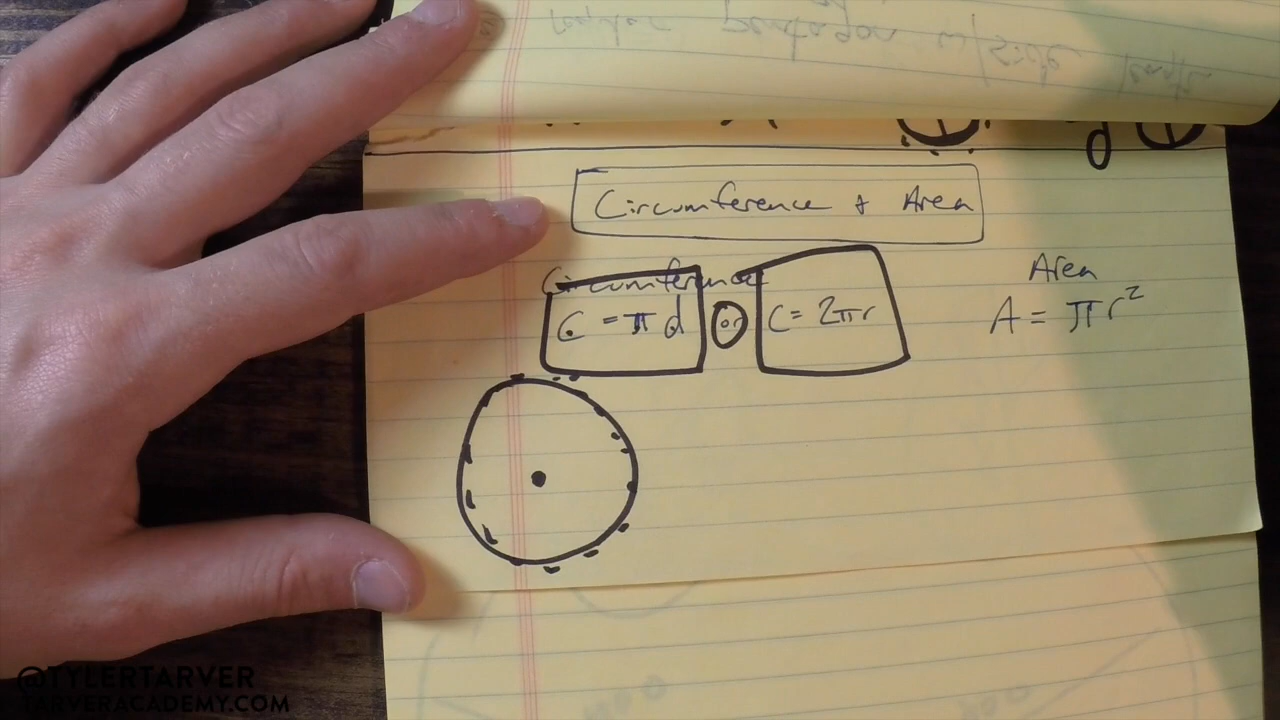 Circumference + Area
Circumference
C = πd or C = 2πr
Area
A = πr²
@TYLERTARVER
TARVERACADEMY.COM